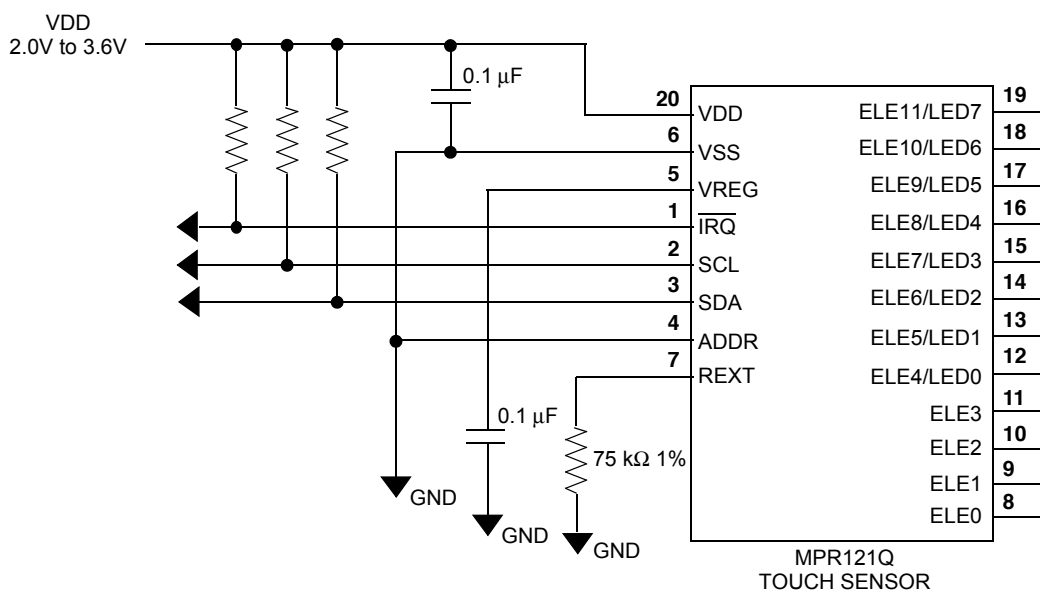 VDD
2.0V to 3.6V
0.1 μF
20
VDD
6
VSS
5
VREG
1
IRQ
2
SCL
3
SDA
4
ADDR
7
REXT
ELE11/LED7
19
ELE10/LED6
18
ELE9/LED5
17
ELE8/LED4
16
ELE7/LED3
15
ELE6/LED2
14
ELE5/LED1
13
ELE4/LED0
12
ELE3
11
ELE2
10
ELE1
9
ELE0
8
0.1 μF
75 kΩ 1%
GND
GND
GND
MPR121Q
TOUCH SENSOR